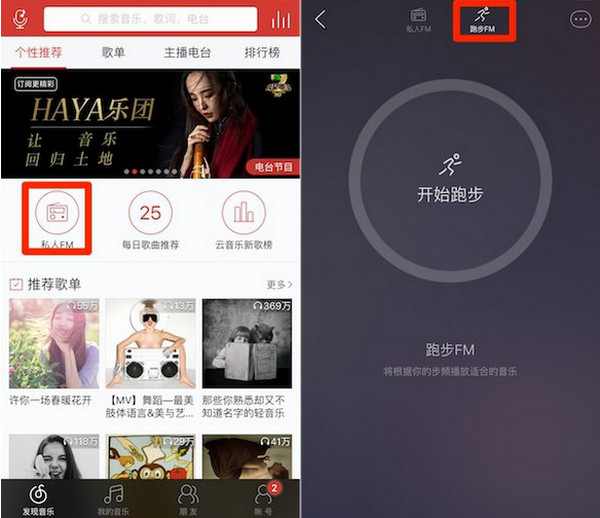 搜索音乐、歌词、电台
个性推荐
歌单
主播电台
排行榜
订阅更精彩
HAYA乐团
让 音乐
回归土地
电台节目
私人FM
25
每日歌曲推荐
云音乐新歌榜
推荐歌单
更多>
55万
13万
369万
许你一场春暖花开
【MV】舞蹈—最美
肢体语言&美与艺...
那些你熟悉却又不
知道名字的轻音乐
118万
29万
41万
发现音乐
我的音乐
朋友
2
帐号
私人FM
跑步FM
开始跑步
跑步FM
将根据你的步频播放适合的音乐